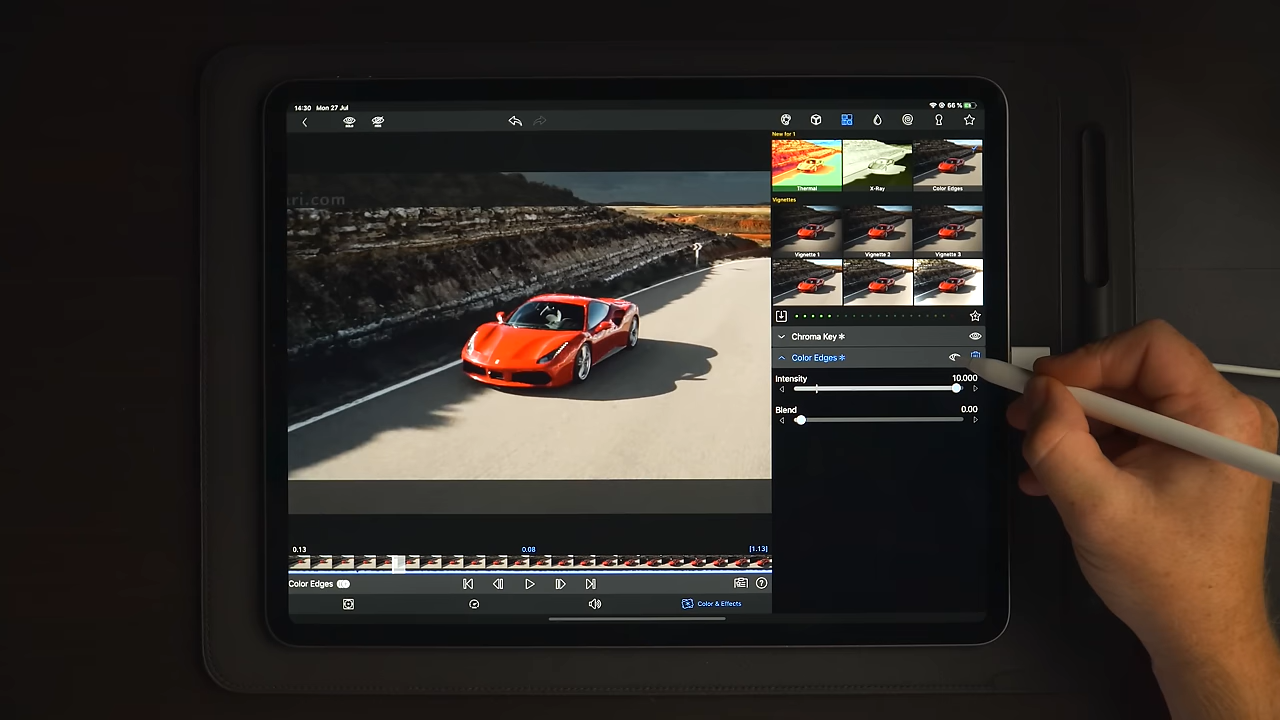 14:30 Mon 27 Jul
66 %
New for 1
Thermal
X-Ray
Color Edges
Vignettes
Vignette 1
Vignette 2
Vignette 3
ri.com
Chroma Key
Color Edges
Intensity
10.000
Blend
0.00
0.13
0.08
[1.13]
Color Edges
Color & Effects